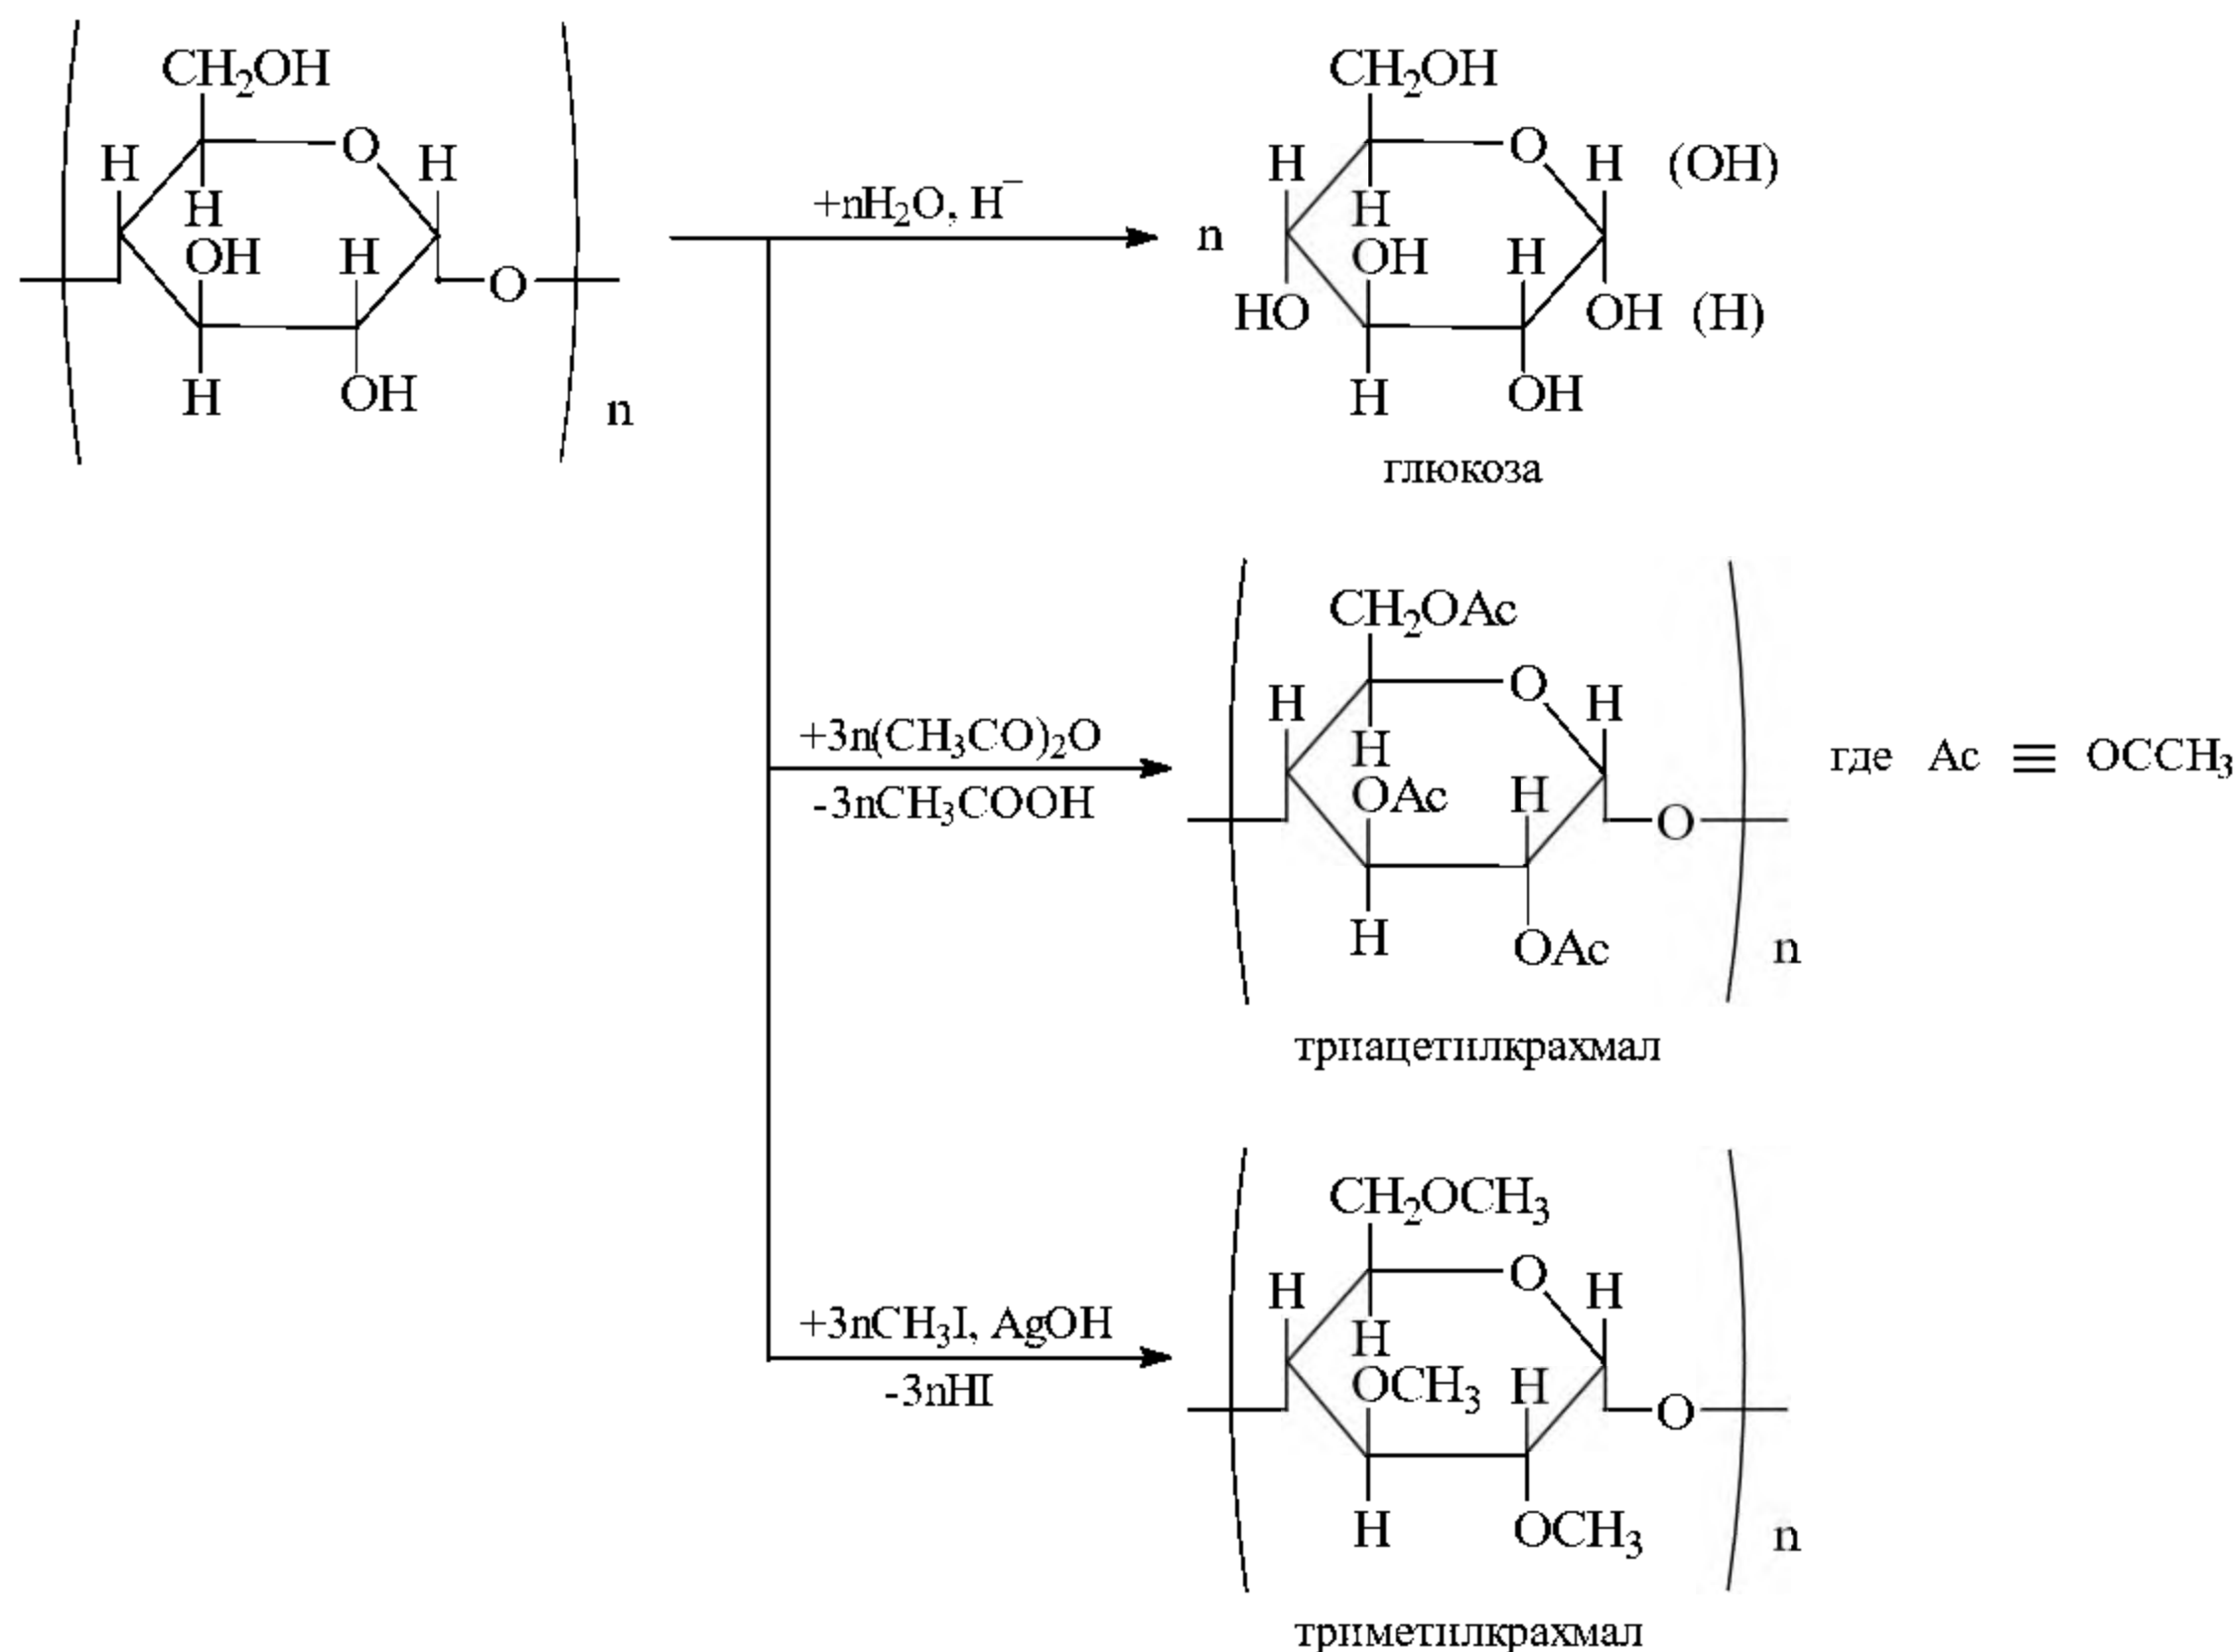 CH₂OH
H
O
H
H
OH
H
O
H
OH
n
+nH₂O, H⁻
n
CH₂OH
H
O
H
(OH)
H
OH
H
HO
OH
(H)
H
OH
глюкоза
+3n(CH₃CO)₂O
-3nCH₃COOH
CH₂OAc
H
O
H
H
OAc
H
O
H
OAc
n
где Ac ≡ OCCH₃
триацетилкрахмал
+3nCH₃I, AgOH
-3nHI
CH₂OCH₃
H
O
H
H
OCH₃
H
O
H
OCH₃
n
триметилкрахмал